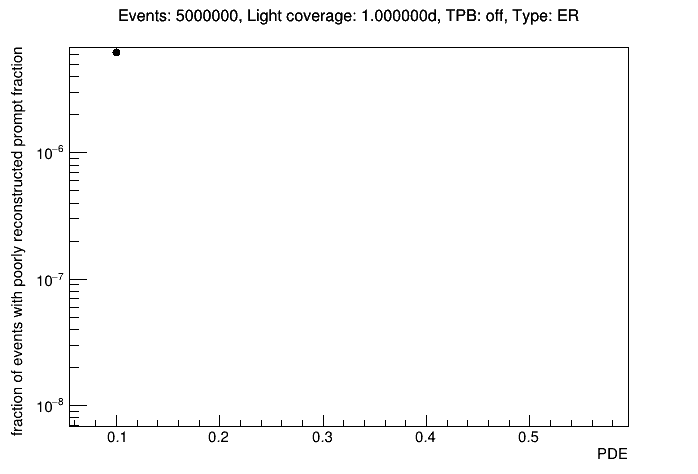 Events: 5000000, Light coverage: 1.000000d, TPB: off, Type: ER
fraction of events with poorly reconstructed prompt fraction
10⁻⁶
10⁻⁷
10⁻⁸
0.1 0.2 0.3 0.4 0.5
PDE